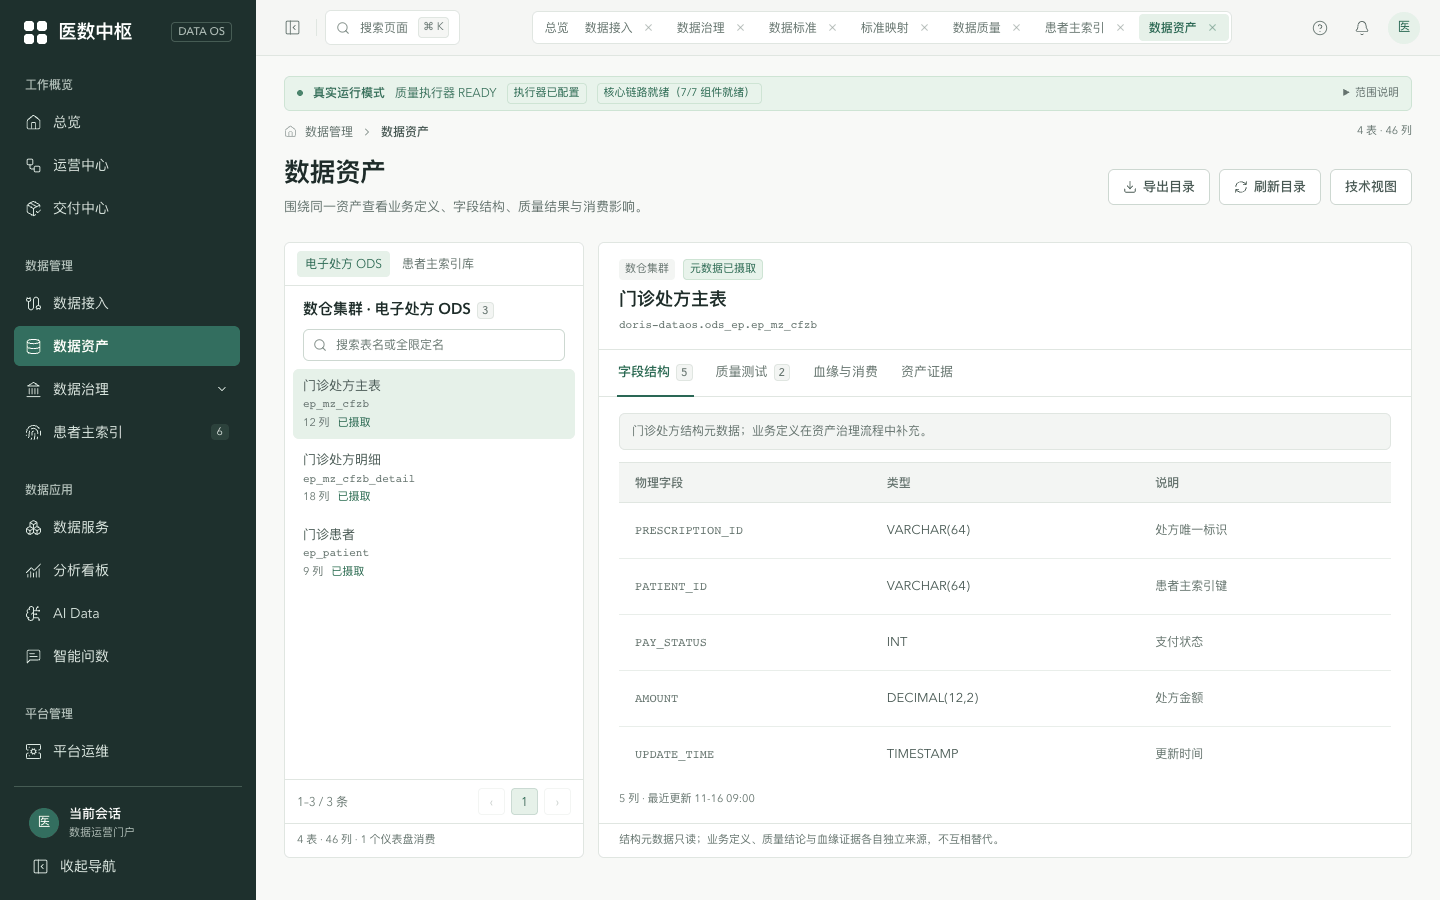 医数中枢 DATA OS
工作概览
总览
运营中心
交付中心
数据管理
数据接入
数据资产
数据治理
患者主索引 6
数据应用
数据服务
分析看板
AI Data
智能问数
平台管理
平台运维
医 当前会话
数据运营门户
收起导航
搜索页面 ⌘ K
总览 数据接入 × 数据治理 × 数据标准 × 标准映射 × 数据质量 × 患者主索引 × 数据资产 ×
医
真实运行模式 质量执行器 READY 执行器已配置 核心链路就绪（7/7 组件就绪） ▶ 范围说明
数据管理 › 数据资产
4 表 · 46 列
数据资产
围绕同一资产查看业务定义、字段结构、质量结果与消费影响。
导出目录 刷新目录 技术视图
电子处方 ODS 患者主索引库
数仓集群 · 电子处方 ODS 3
搜索表名或全限定名
门诊处方主表
ep_mz_cfzb
12 列 已摄取
门诊处方明细
ep_mz_cfzb_detail
18 列 已摄取
门诊患者
ep_patient
9 列 已摄取
1-3 / 3 条 ‹ 1 ›
4 表 · 46 列 · 1 个仪表盘消费
数仓集群 元数据已摄取
门诊处方主表
doris-dataos.ods_ep.ep_mz_cfzb
字段结构 5 质量测试 2 血缘与消费 资产证据
门诊处方结构元数据；业务定义在资产治理流程中补充。
物理字段 类型 说明
PRESCRIPTION_ID VARCHAR(64) 处方唯一标识
PATIENT_ID VARCHAR(64) 患者主索引键
PAY_STATUS INT 支付状态
AMOUNT DECIMAL(12,2) 处方金额
UPDATE_TIME TIMESTAMP 更新时间
5 列 · 最近更新 11-16 09:00
结构元数据只读；业务定义、质量结论与血缘证据各自独立来源，不互相替代。